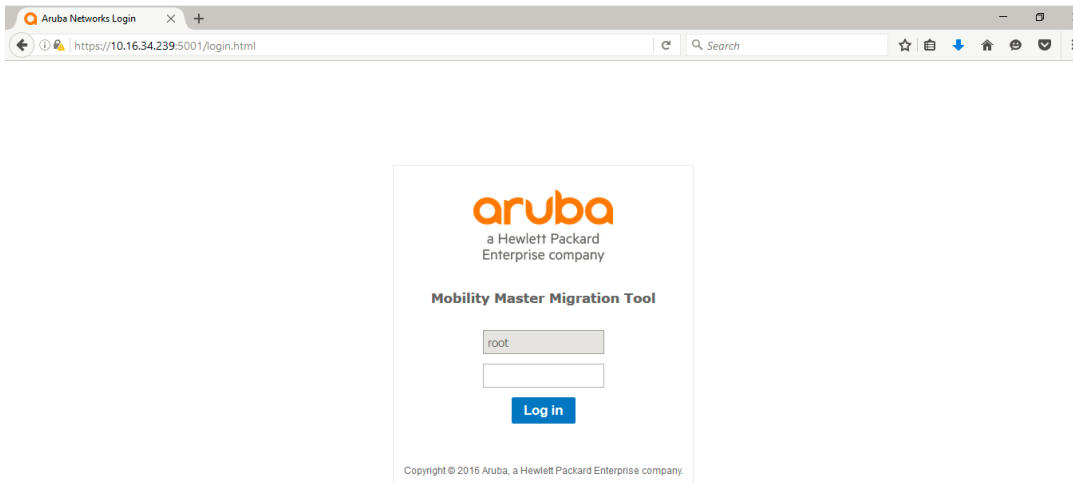 Aruba Networks Login
https://10.16.34.239:5001/login.html
Search
aruba
a Hewlett Packard
Enterprise company
Mobility Master Migration Tool
root
Log in
Copyright © 2016 Aruba, a Hewlett Packard Enterprise company.